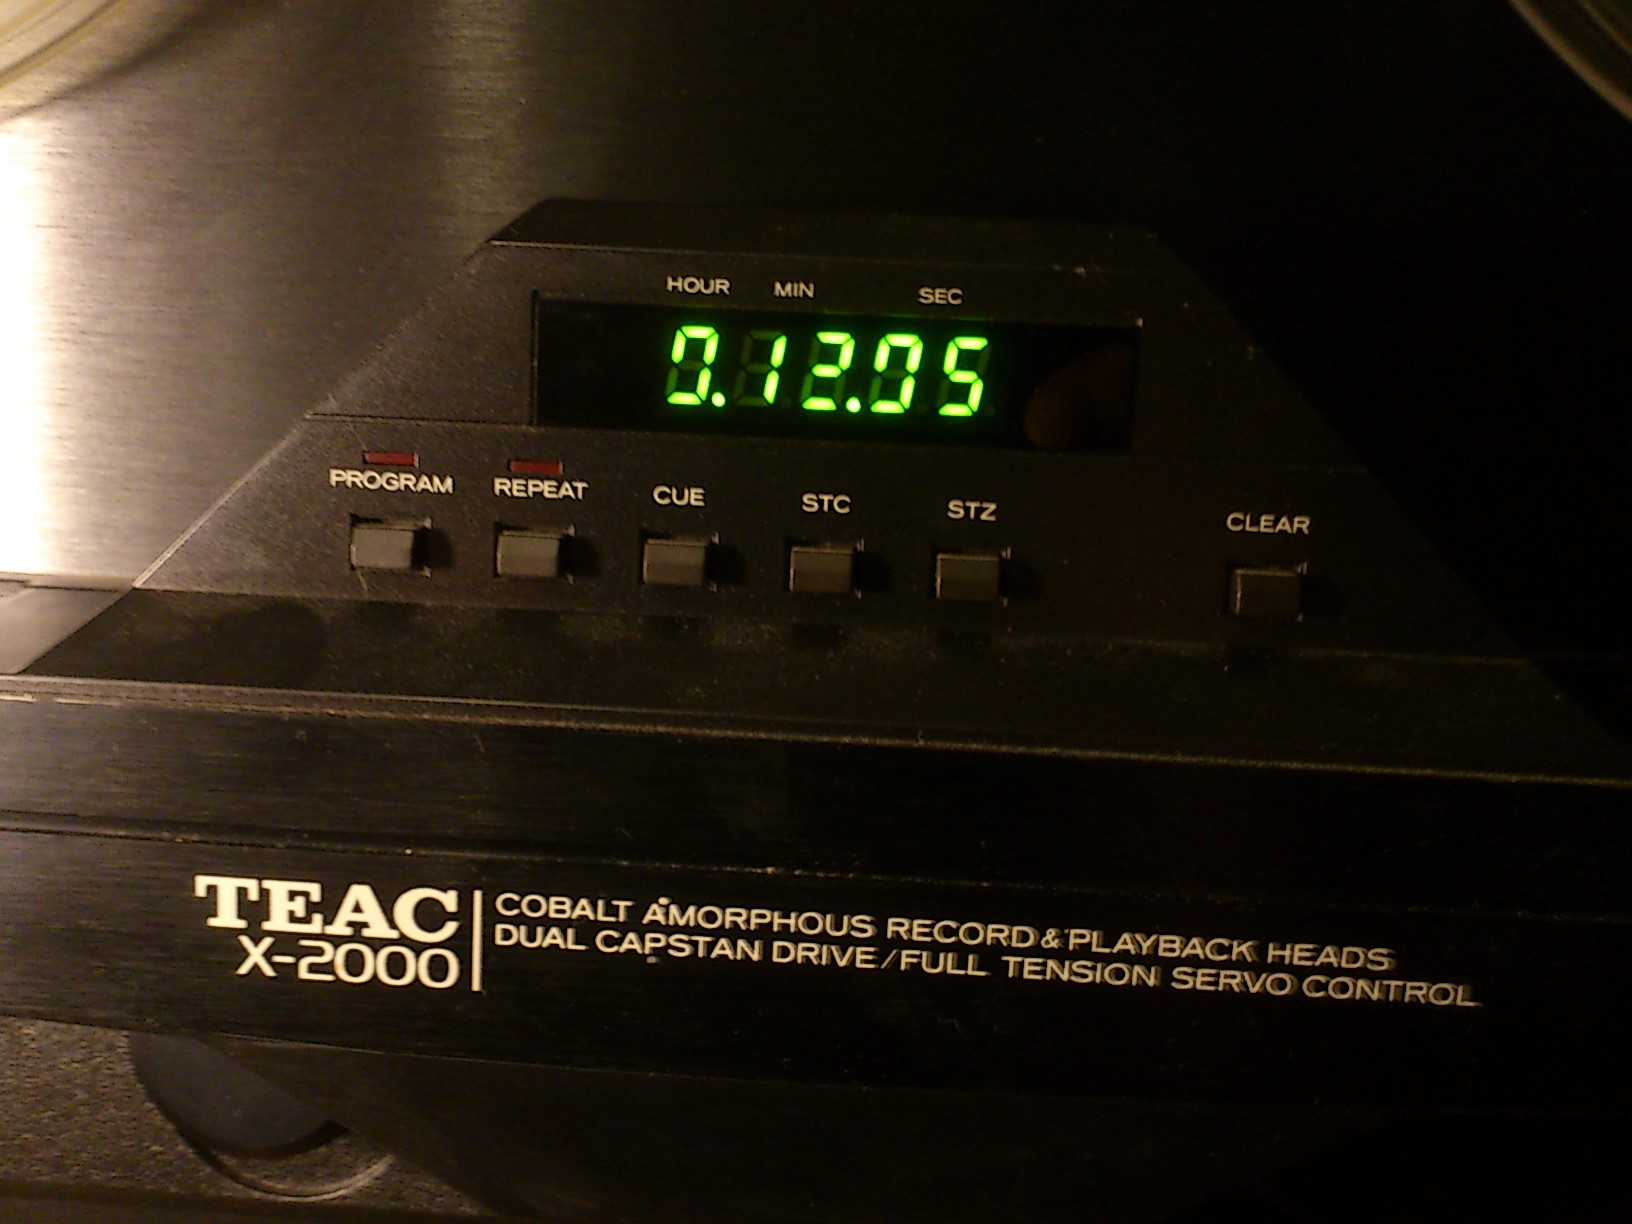 HOUR MIN SEC
0.12.05
PROGRAM REPEAT CUE STC STZ CLEAR
TEAC
X-2000
COBALT AMORPHOUS RECORD & PLAYBACK HEADS
DUAL CAPSTAN DRIVE/FULL TENSION SERVO CONTROL